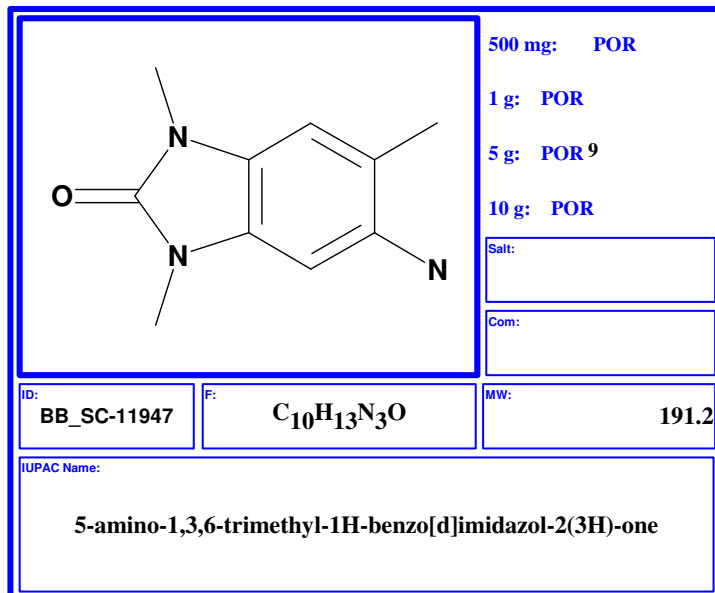 500 mg: POR
1 g: POR
5 g: POR 9
10 g: POR
N
O
N
N
Salt:
Com:
ID:
BB_SC-11947
F:
C10H13N3O
MW:
191.2
IUPAC Name:
5-amino-1,3,6-trimethyl-1H-benzo[d]imidazol-2(3H)-one